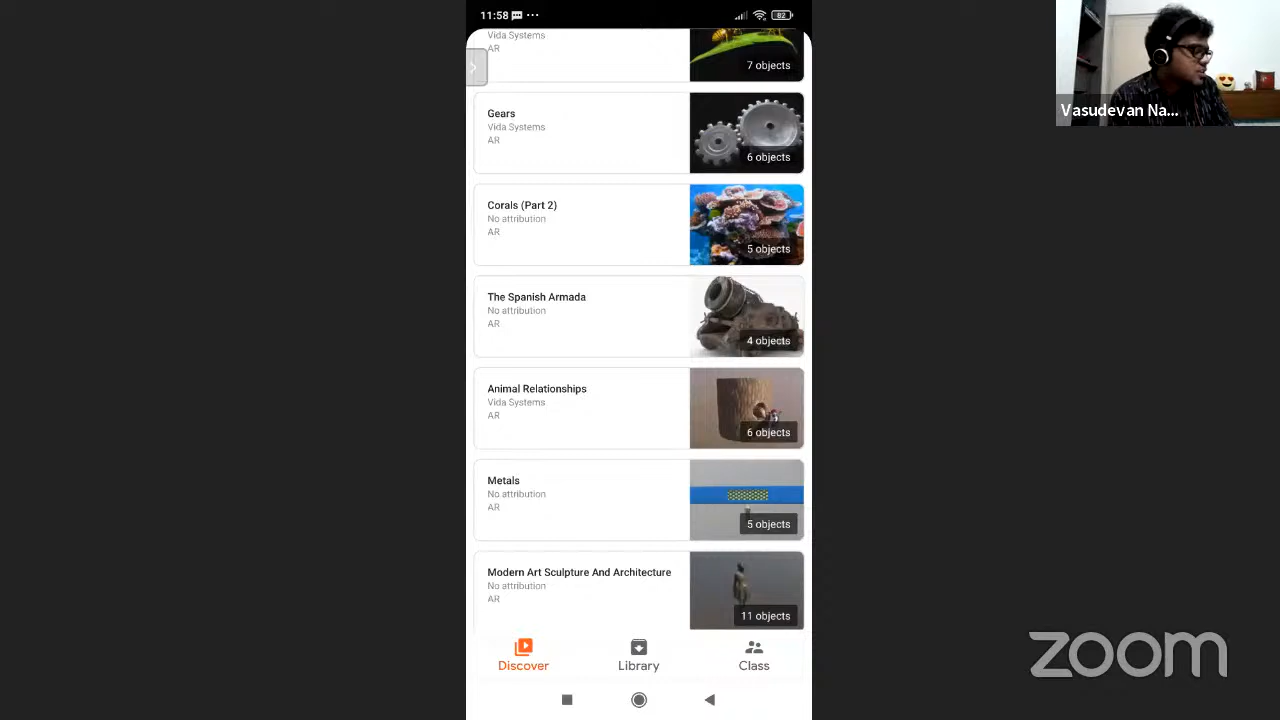 11:58
82
Vida Systems
AR
7 objects
Gears
Vida Systems
AR
6 objects
Corals (Part 2)
No attribution
AR
5 objects
The Spanish Armada
No attribution
AR
4 objects
Animal Relationships
Vida Systems
AR
6 objects
Metals
No attribution
AR
5 objects
Modern Art Sculpture And Architecture
No attribution
AR
11 objects
Discover
Library
Class
Vasudevan Na...
zoom